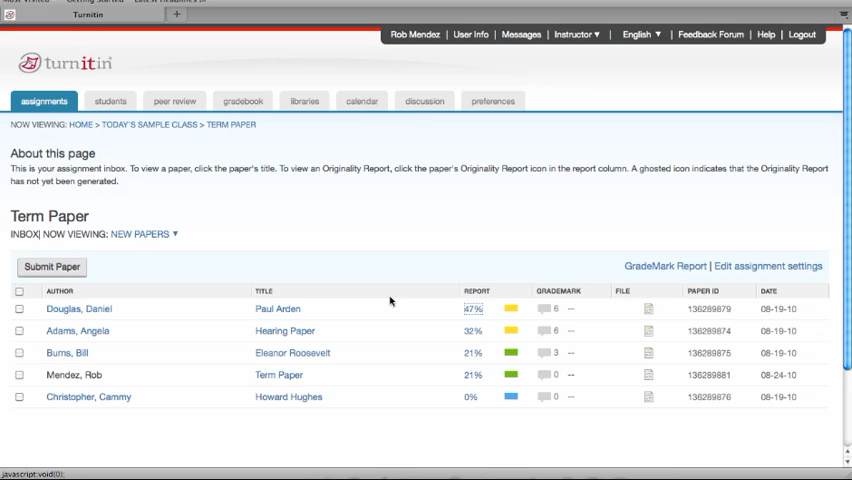 Turnitin
Rob Mendez | User Info | Messages | Instructor ▼ | English ▼ | Feedback Forum | Help | Logout
turnitin
assignments students peer review gradebook libraries calendar discussion preferences
NOW VIEWING: HOME > TODAY'S SAMPLE CLASS > TERM PAPER
About this page
This is your assignment inbox. To view a paper, click the paper's title. To view an Originality Report, click the paper's Originality Report icon in the report column. A ghosted icon indicates that the Originality Report
has not yet been generated.
Term Paper
INBOX| NOW VIEWING: NEW PAPERS ▼
Submit Paper GradeMark Report | Edit assignment settings
AUTHOR TITLE REPORT GRADEMARK FILE PAPER ID DATE
Douglas, Daniel Paul Arden 47% 6 -- 136289879 08-19-10
Adams, Angela Hearing Paper 32% 6 -- 136289874 08-19-10
Burns, Bill Eleanor Roosevelt 21% 3 -- 136289875 08-19-10
Mendez, Rob Term Paper 21% 0 -- 136289881 08-24-10
Christopher, Cammy Howard Hughes 0% 0 -- 136289876 08-19-10
javascript:void(0);